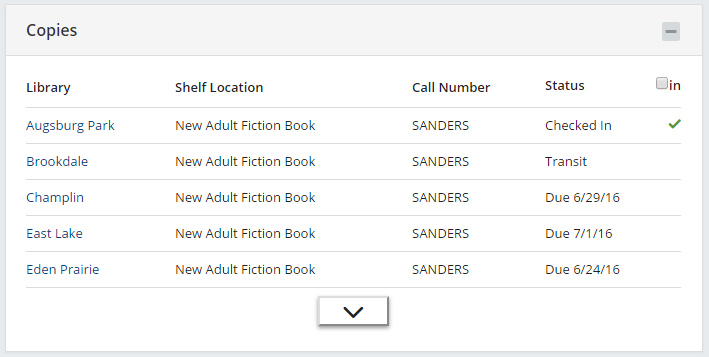 Copies
Library Shelf Location Call Number Status in
Augsburg Park New Adult Fiction Book SANDERS Checked In
Brookdale New Adult Fiction Book SANDERS Transit
Champlin New Adult Fiction Book SANDERS Due 6/29/16
East Lake New Adult Fiction Book SANDERS Due 7/1/16
Eden Prairie New Adult Fiction Book SANDERS Due 6/24/16